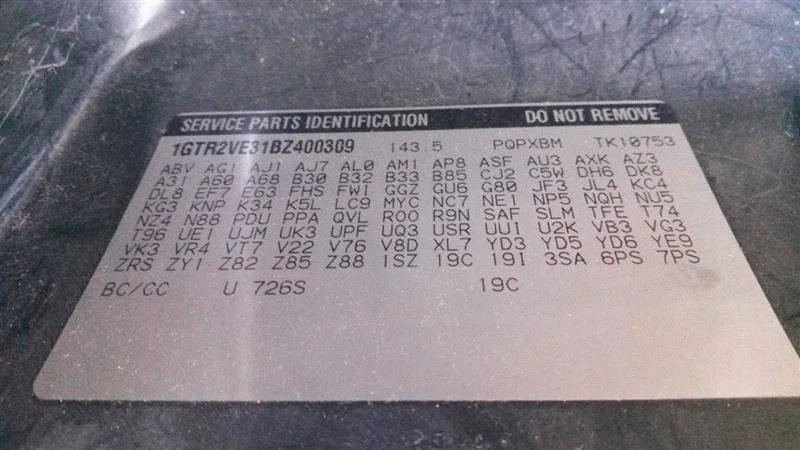 SERVICE PARTS IDENTIFICATION DO NOT REMOVE
1GTR2VE31BZ400309 143.5 PQPXBM TK10753
ABV AG1 AJ1 AJ7 AL0 AM1 AP8 ASF AU3 AXK AZ3
A31 A60 A68 B30 B32 B33 B85 CJ2 C5W DH6 DK8
DL8 EF7 E63 FHS FWI GGZ GU6 G80 JF3 JL4 KC4
KG3 KNP K34 K5L LC9 MYC NC7 NE1 NP5 NQH NU5
NZ4 N88 PDU PPA QVL R00 R9N SAF SLM TFE T74
T96 UE1 UJM UK3 UPF UQ3 USR UUI U2K VB3 VG3
VK3 VR4 VT7 V22 V76 V8D XL7 YD3 YD5 YD6 YE9
ZRS ZY1 Z82 Z85 Z88 1SZ 19C 19I 3SA 6PS 7PS
BC/CC U 726S 19C